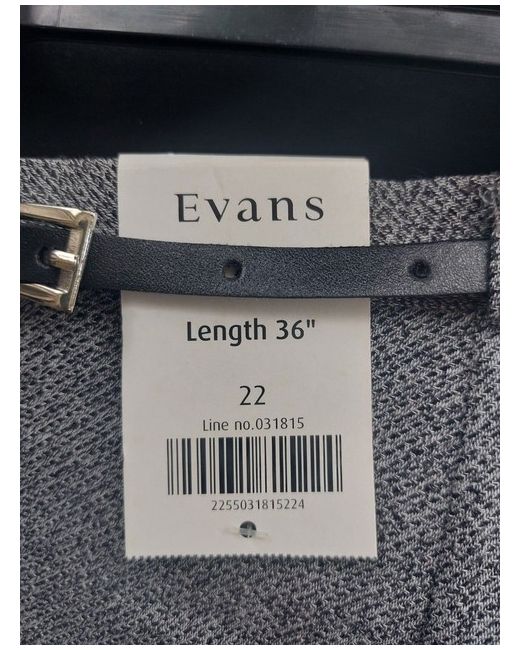 Evans
Length 36"
22
Line no.031815
2255031815224